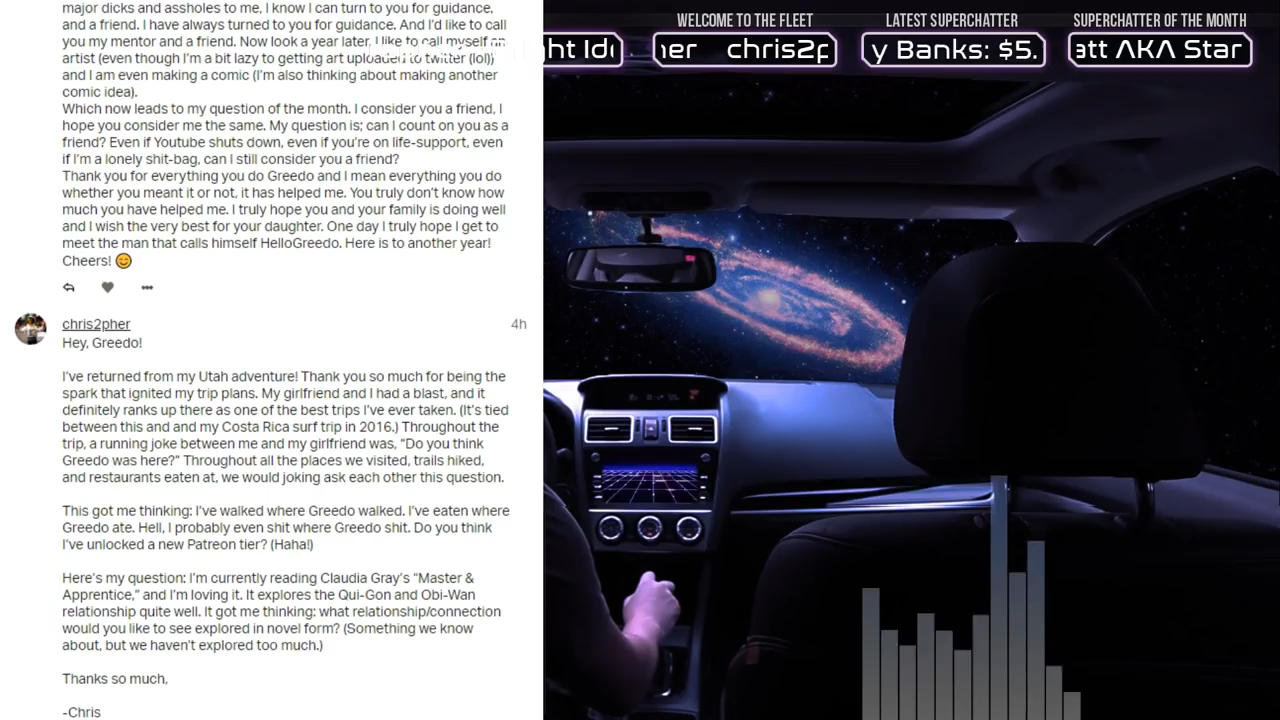 major dicks and assholes to me, I know I can turn to you for guidance,
and a friend. I have always turned to you for guidance. And I'd like to call
you my mentor and a friend. Now look a year later, I like to call myself an
artist (even though I'm a bit lazy to getting art uploaded to twitter (lol))
and I am even making a comic (I'm also thinking about making another
comic idea).
Which now leads to my question of the month. I consider you a friend, I
hope you consider me the same. My question is; can I count on you as a
friend? Even if Youtube shuts down, even if you're on life-support, even
if I'm a lonely shit-bag, can I still consider you a friend?
Thank you for everything you do Greedo and I mean everything you do
whether you meant it or not, it has helped me. You truly don't know how
much you have helped me. I truly hope you and your family is doing well
and I wish the very best for your daughter. One day I truly hope I get to
meet the man that calls himself HelloGreedo. Here is to another year!
Cheers! 😊
chris2pher 4h
Hey, Greedo!
I've returned from my Utah adventure! Thank you so much for being the
spark that ignited my trip plans. My girlfriend and I had a blast, and it
definitely ranks up there as one of the best trips I've ever taken. (It's tied
between this and and my Costa Rica surf trip in 2016.) Throughout the
trip, a running joke between me and my girlfriend was, "Do you think
Greedo was here?" Throughout all the places we visited, trails hiked,
and restaurants eaten at, we would joking ask each other this question.
This got me thinking: I've walked where Greedo walked. I've eaten where
Greedo ate. Hell, I probably even shit where Greedo shit. Do you think
I've unlocked a new Patreon tier? (Haha!)
Here's my question: I'm currently reading Claudia Gray's "Master &
Apprentice," and I'm loving it. It explores the Qui-Gon and Obi-Wan
relationship quite well. It got me thinking: what relationship/connection
would you like to see explored in novel form? (Something we know
about, but we haven't explored too much.)
Thanks so much,
-Chris
WELCOME TO THE FLEET
LATEST SUPERCHATTER
SUPERCHATTER OF THE MONTH
ght Id
her chris2p
y Banks: $5.
att AKA Star